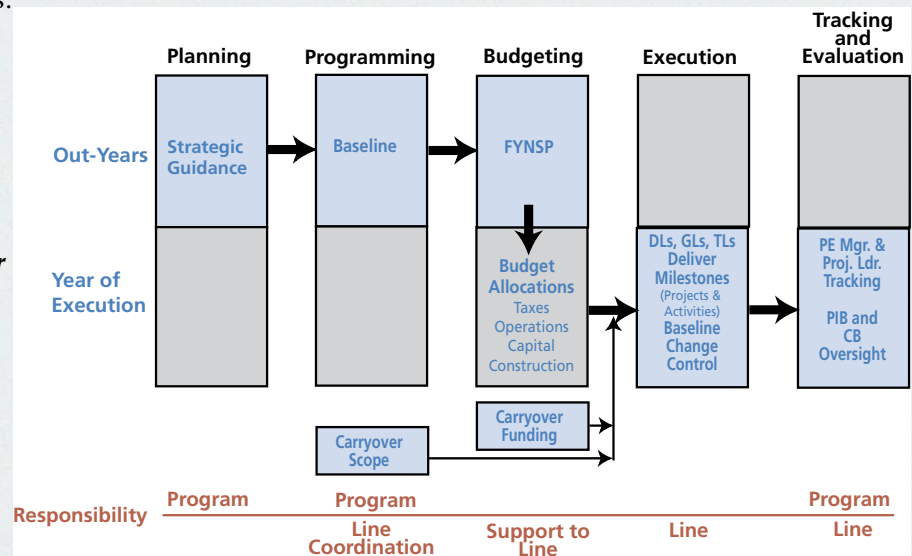 s.
Tracking
and
Evaluation
Planning
Programming
Budgeting
Execution
Out-Years
Strategic
Guidance
Baseline
FYNSP
r
Year of
Execution
Budget
Allocations
Taxes
Operations
Capital
Construction
DLs, GLs, TLs
Deliver
Milestones
(Projects &
Activities)
Baseline
Change
Control
PE Mgr. &
Proj. Ldr.
Tracking
PIB and
CB
Oversight
Carryover
Funding
Carryover
Scope
Responsibility
Program
Program
Line
Coordination
Support to
Line
Line
Program
Line